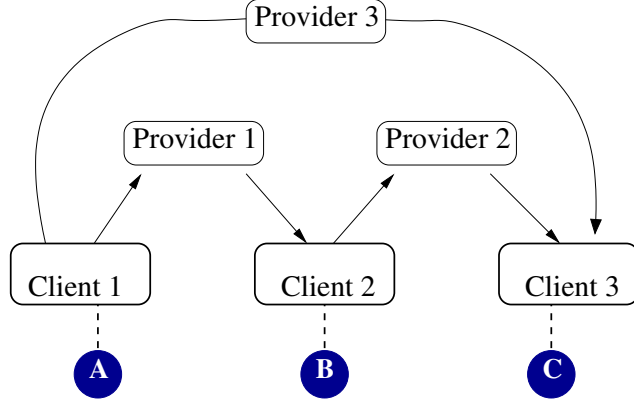 Provider 3
Provider 1
Provider 2
Client 1
Client 2
Client 3
A
B
C